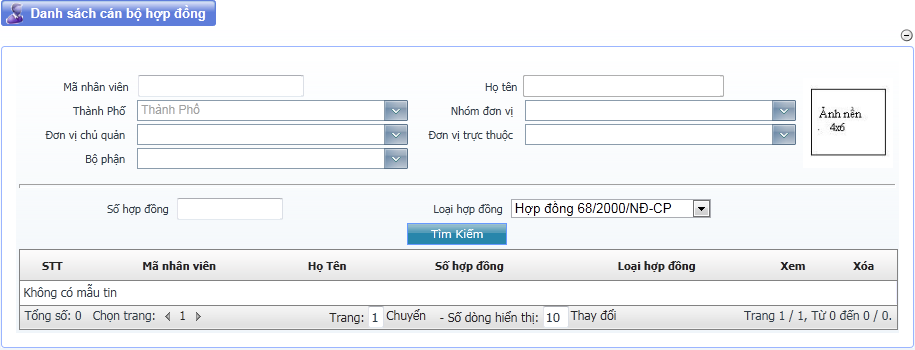 Danh sách cán bộ hợp đồng
Mã nhân viên Họ tên
Thành Phố Thành Phố Nhóm đơn vị
Đơn vị chủ quản Đơn vị trực thuộc
Bộ phận
Ảnh nền
4x6
Số hợp đồng Loại hợp đồng Hợp đồng 68/2000/NĐ-CP
Tìm Kiếm
STT Mã nhân viên Họ Tên Số hợp đồng Loại hợp đồng Xem Xóa
Không có mẫu tin
Tổng số: 0 Chọn trang: 1 Trang: 1 Chuyển - Số dòng hiển thị: 10 Thay đổi Trang 1 / 1, Từ 0 đến 0 / 0.